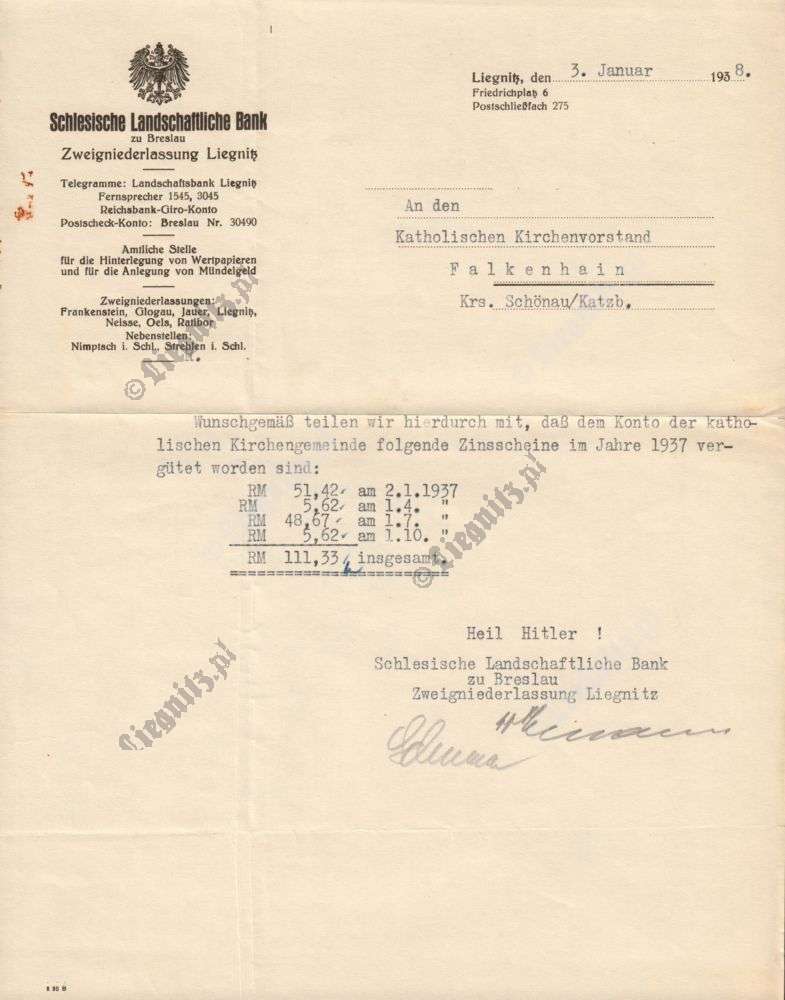 Schlesische Landschaftliche Bank
zu Breslau
Zweigniederlassung Liegnitz
Telegramme: Landschaftsbank Liegnitz
Fernsprecher 1545, 3045
Reichsbank-Giro-Konto
Postscheck-Konto: Breslau Nr. 30490
Amtliche Stelle
für die Hinterlegung von Wertpapieren
und für die Anlegung von Mündelgeld
Zweigniederlassungen:
Frankenstein, Glogau, Jauer, Liegnitz,
Neisse, Oels, Ratibor
Nebenstellen:
Nimptsch i. Schl., Strehlen i. Schl.
Liegnitz, den 3. Januar 1938.
Friedrichplatz 6
Postschließfach 275
An den
Katholischen Kirchenvorstand
Falkenhain
Krs. Schönau/Katzb.
Wunschgemäß teilen wir hierdurch mit, daß dem Konto der katho-
lischen Kirchengemeinde folgende Zinsscheine im Jahre 1937 ver-
gütet worden sind:
RM 51,42 am 2.1.1937
RM 5,62 am 1.4. "
RM 48,67 am 1.7. "
RM 5,62 am 1.10. "
RM 111,33 insgesamt.
Heil Hitler !
Schlesische Landschaftliche Bank
zu Breslau
Zweigniederlassung Liegnitz
© Liegnitz.pl
© Liegnitz.pl
Liegnitz.pl